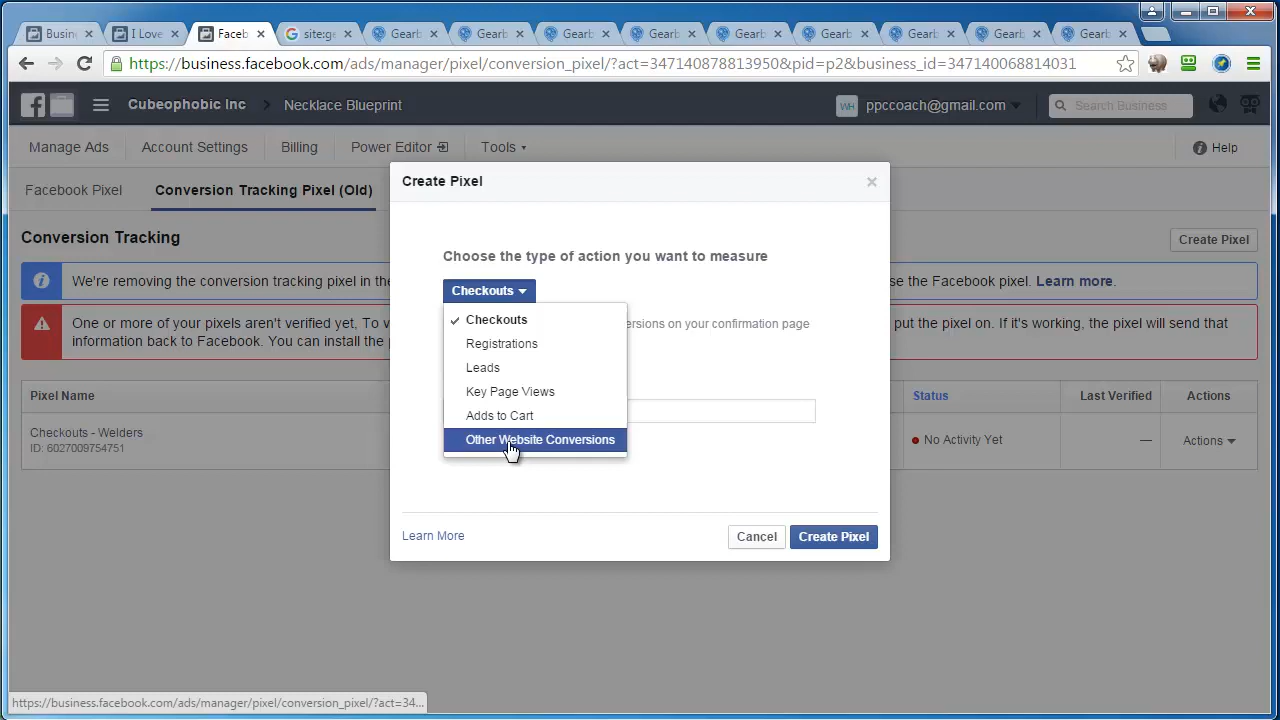 Busin
I Love
Faceb
site:ge
Gearb
Gearb
Gearb
Gearb
Gearb
Gearb
Gearb
Gearb
Gearb
https://business.facebook.com/ads/manager/pixel/conversion_pixel/?act=347140878813950&pid=p2&business_id=347140068814031
Cubeophobic Inc > Necklace Blueprint
WH ppccoach@gmail.com
Search Business
Manage Ads
Account Settings
Billing
Power Editor
Tools
Help
Facebook Pixel
Conversion Tracking Pixel (Old)
Conversion Tracking
Create Pixel
We're removing the conversion tracking pixel in the
e the Facebook pixel. Learn more.
One or more of your pixels aren't verified yet. To v
put the pixel on. If it's working, the pixel will send that
information back to Facebook. You can install the p
Pixel Name
Status
Last Verified
Actions
Checkouts - Welders
ID: 6027009754751
No Activity Yet
—
Actions
Create Pixel
Choose the type of action you want to measure
Checkouts
ersions on your confirmation page
Checkouts
Registrations
Leads
Key Page Views
Adds to Cart
Other Website Conversions
Learn More
Cancel
Create Pixel
https://business.facebook.com/ads/manager/pixel/conversion_pixel/?act=34...